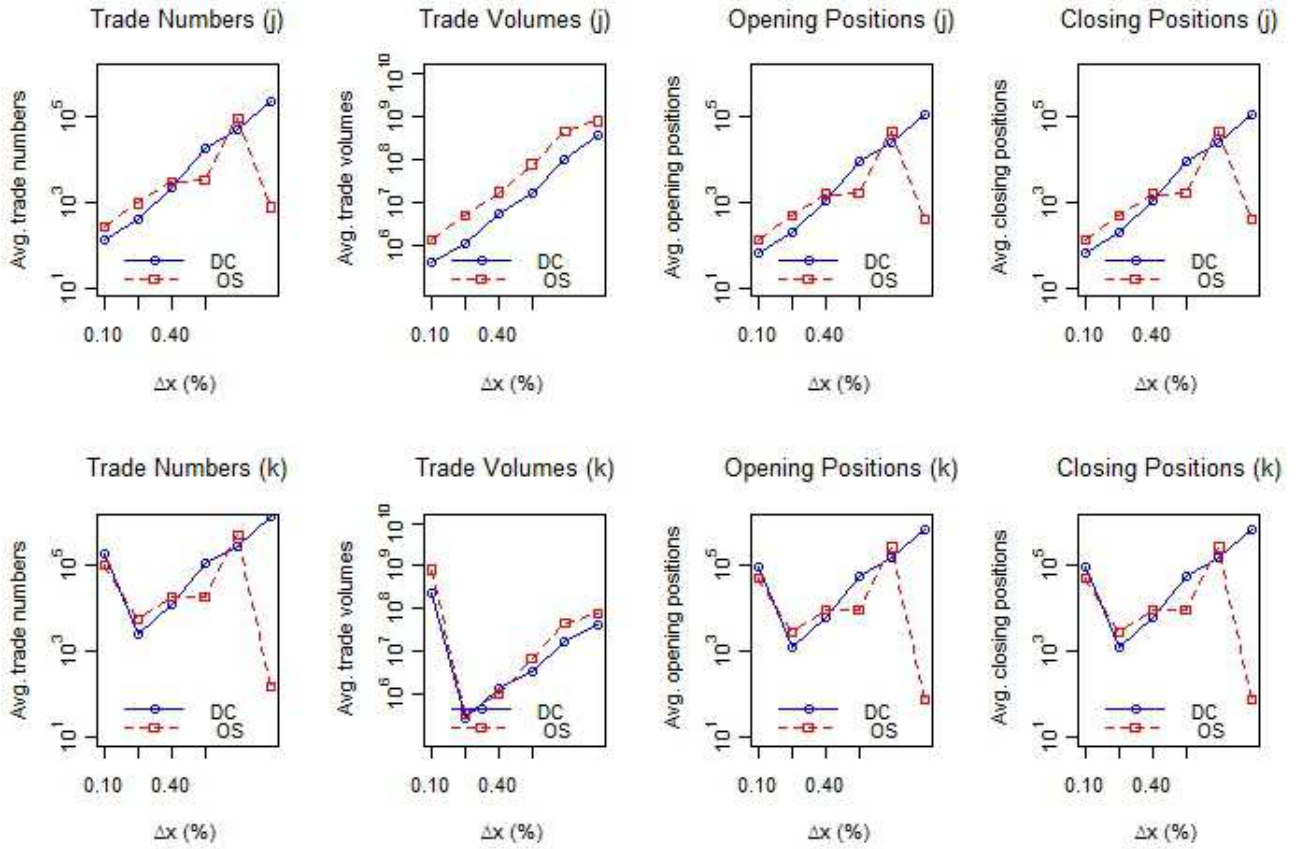 Trade Numbers (j)
Avg. trade numbers
10^5
10^3
10^1
DC
OS
0.10 0.40
Δx (%)
Trade Volumes (j)
Avg. trade volumes
10^10
10^9
10^8
10^7
10^6
DC
OS
0.10 0.40
Δx (%)
Opening Positions (j)
Avg. opening positions
10^5
10^3
10^1
DC
OS
0.10 0.40
Δx (%)
Closing Positions (j)
Avg. closing positions
10^5
10^3
10^1
DC
OS
0.10 0.40
Δx (%)
Trade Numbers (k)
Avg. trade numbers
10^5
10^3
10^1
DC
OS
0.10 0.40
Δx (%)
Trade Volumes (k)
Avg. trade volumes
10^10
10^9
10^8
10^7
10^6
DC
OS
0.10 0.40
Δx (%)
Opening Positions (k)
Avg. opening positions
10^5
10^3
10^1
DC
OS
0.10 0.40
Δx (%)
Closing Positions (k)
Avg. closing positions
10^5
10^3
10^1
DC
OS
0.10 0.40
Δx (%)